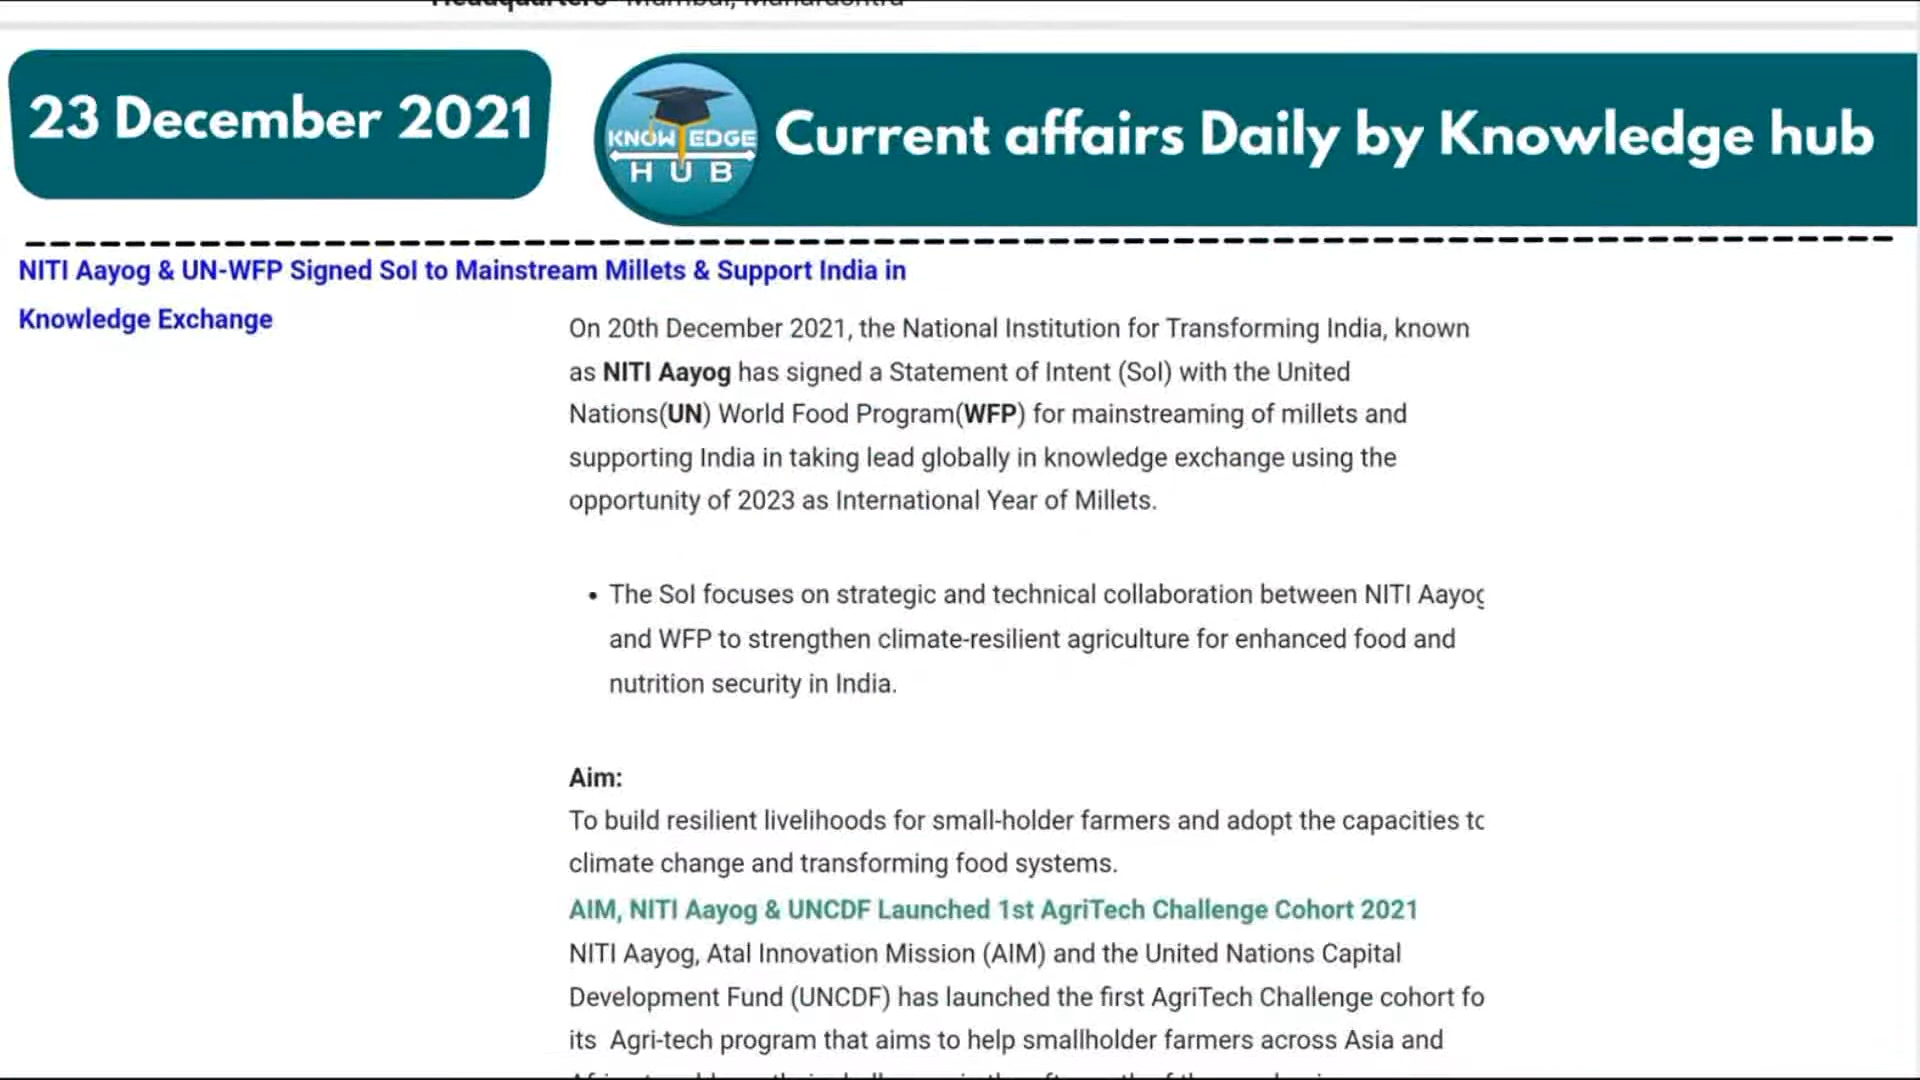 Headquarters- Mumbai, Maharashtra
23 December 2021
KNOWLEDGE
HUB
Current affairs Daily by Knowledge hub
NITI Aayog & UN-WFP Signed SoI to Mainstream Millets & Support India in
Knowledge Exchange
On 20th December 2021, the National Institution for Transforming India, known
as NITI Aayog has signed a Statement of Intent (SoI) with the United
Nations(UN) World Food Program(WFP) for mainstreaming of millets and
supporting India in taking lead globally in knowledge exchange using the
opportunity of 2023 as International Year of Millets.
• The SoI focuses on strategic and technical collaboration between NITI Aayog
and WFP to strengthen climate-resilient agriculture for enhanced food and
nutrition security in India.
Aim:
To build resilient livelihoods for small-holder farmers and adopt the capacities to
climate change and transforming food systems.
AIM, NITI Aayog & UNCDF Launched 1st AgriTech Challenge Cohort 2021
NITI Aayog, Atal Innovation Mission (AIM) and the United Nations Capital
Development Fund (UNCDF) has launched the first AgriTech Challenge cohort fo
its Agri-tech program that aims to help smallholder farmers across Asia and